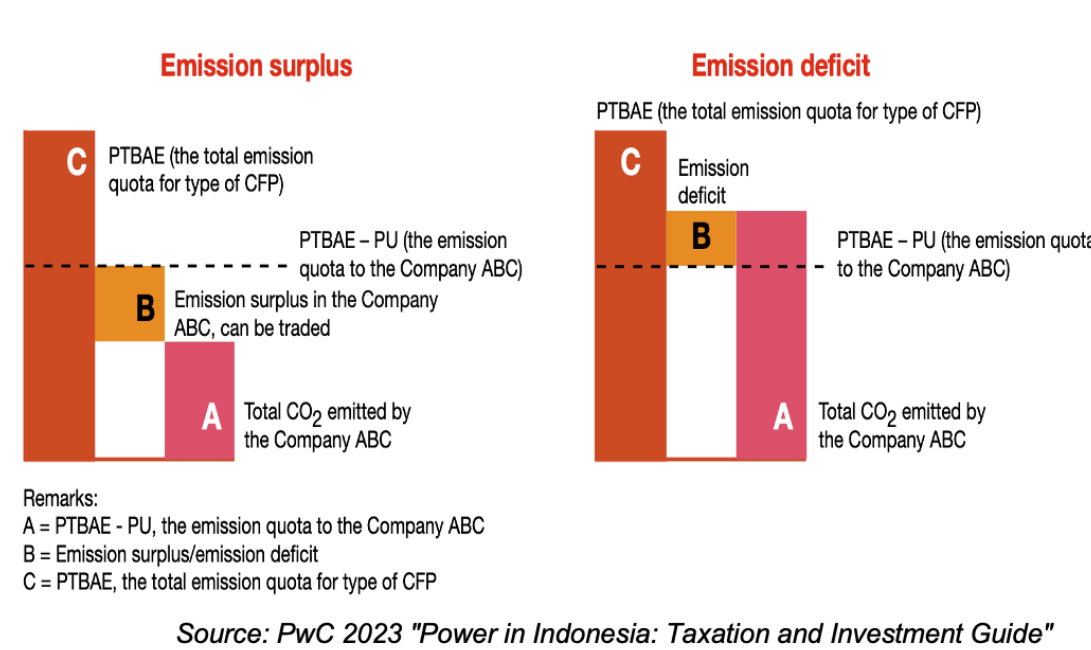 Emission surplus
C
PTBAE (the total emission
quota for type of CFP)
PTBAE – PU (the emission
quota to the Company ABC)
B
Emission surplus in the Company
ABC, can be traded
A
Total CO2 emitted by
the Company ABC
Emission deficit
PTBAE (the total emission quota for type of CFP)
C
Emission
deficit
B
PTBAE – PU (the emission quota
to the Company ABC)
A
Total CO2 emitted by
the Company ABC
Remarks:
A = PTBAE - PU, the emission quota to the Company ABC
B = Emission surplus/emission deficit
C = PTBAE, the total emission quota for type of CFP
Source: PwC 2023 "Power in Indonesia: Taxation and Investment Guide"